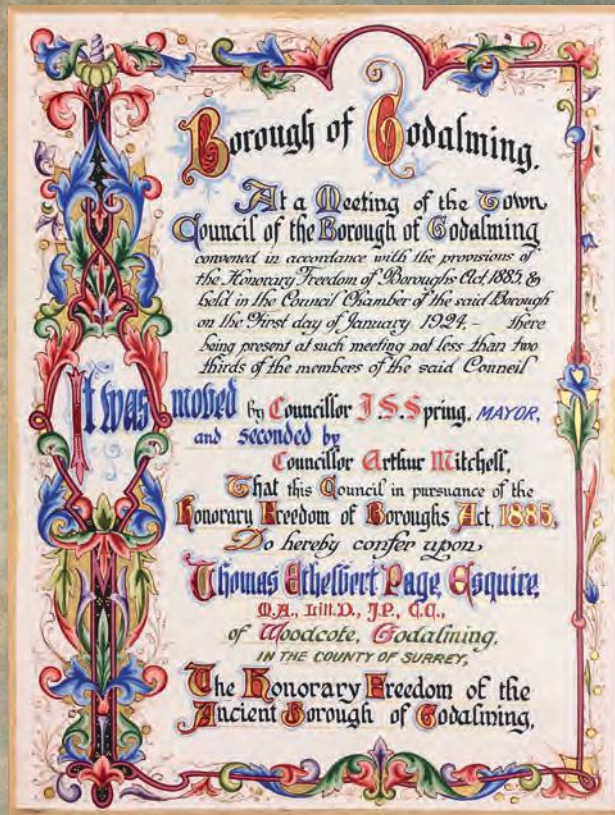 Borough of Godalming.
At a Meeting of the Town
Council of the Borough of Godalming
convened in accordance with the provisions of
the Honorary Freedom of Boroughs Act, 1885, &
held in the Council Chamber of the said Borough
on the First day of January 1924, – there
being present at such meeting not less than two
thirds of the members of the said Council
It was moved by Councillor J.S. Spring, MAYOR,
and seconded by
Councillor Arthur Mitchell,
That this Council in pursuance of the
Honorary Freedom of Boroughs Act, 1885,
Do hereby confer upon
Thomas Ethelbert Page, Esquire,
M.A., Litt.D., J.P., C.C.,
of Woodcote, Godalming,
IN THE COUNTY OF SURREY,
The Honorary Freedom of the
Ancient Borough of Godalming,